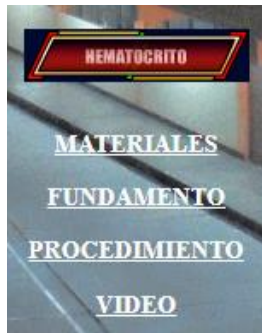 HEMATOCRITO
MATERIALES
FUNDAMENTO
PROCEDIMIENTO
VIDEO